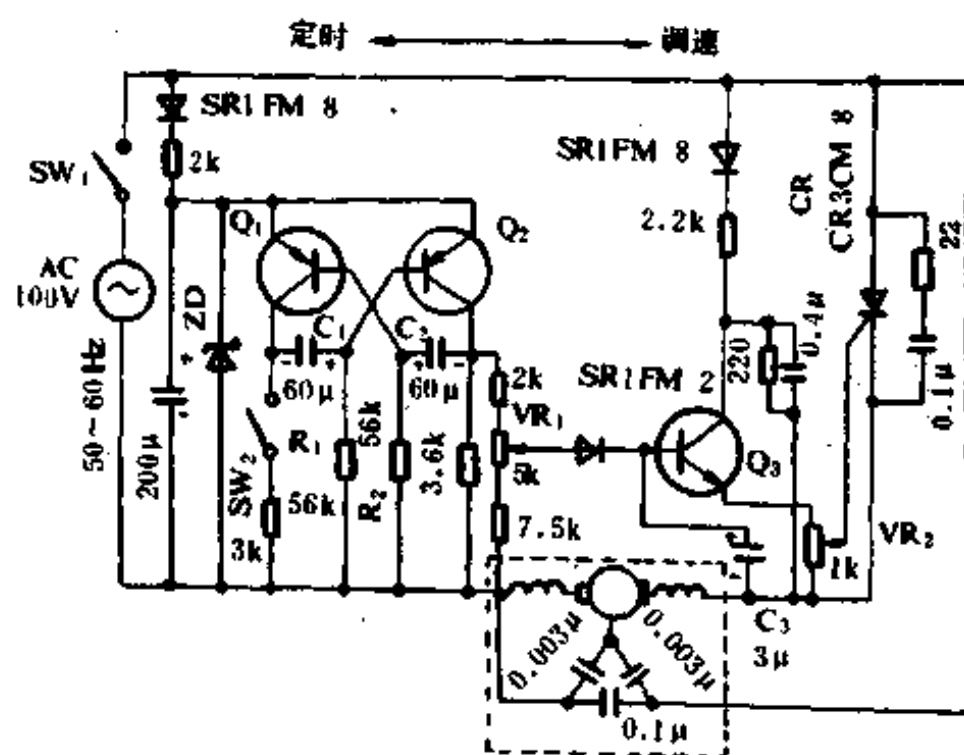 定时 调速
SR1FM 8
2k
SW₁
AC
100V
50～60Hz
200μ
ZD
Q₁
Q₂
C₁
60μ
60μ
SW₂
3k
R₁
56k
R₂
56k
3.6k
2k
VR₁
5k
7.5k
SR1FM 8
2.2k
SR1FM 2
220
0.4μ
Q₃
CR
CR3CM 8
0.1μ
VR₂
1k
C₃
3μ
0.003μ
0.003μ
0.1μ